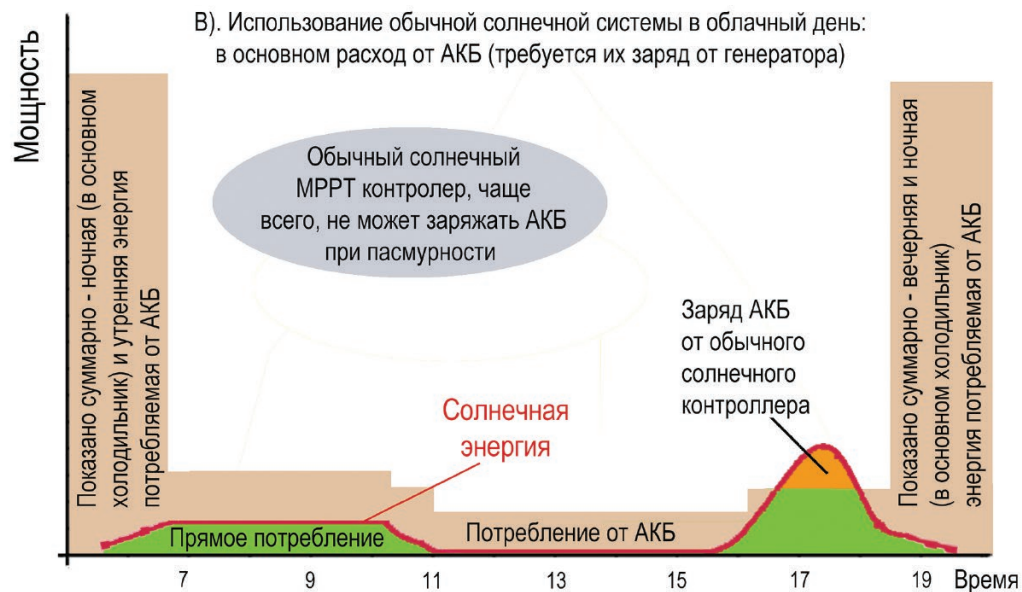 В). Использование обычной солнечной системы в облачный день:
в основном расход от АКБ (требуется их заряд от генератора)
Мощность
Показано суммарно - ночная (в основном
холодильник) и утренняя энергия
потребляемая от АКБ
Обычный солнечный
МРРТ контролер, чаще
всего, не может заряжать АКБ
при пасмурности
Заряд АКБ
от обычного
солнечного
контроллера
Солнечная
энергия
Прямое потребление
Потребление от АКБ
Показано суммарно - вечерняя и ночная
(в основном холодильник)
энергия потребляемая от АКБ
7 9 11 13 15 17 19 Время